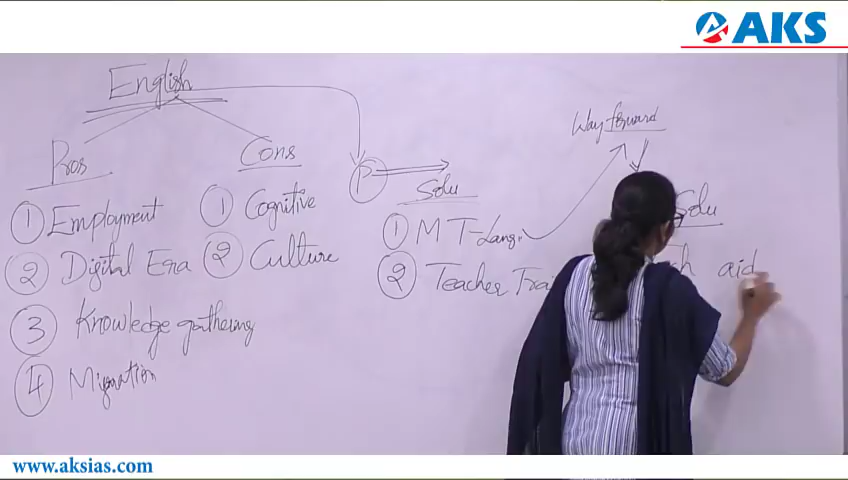 AKS
English
Pros
Cons
① Employment
② Digital Era
③ Knowledge gathering
④ Migration
① Cognitive
② Culture
P
Solu
① M T-Lang.
② Teacher
Way forward
Solu
aid
www.aksias.com